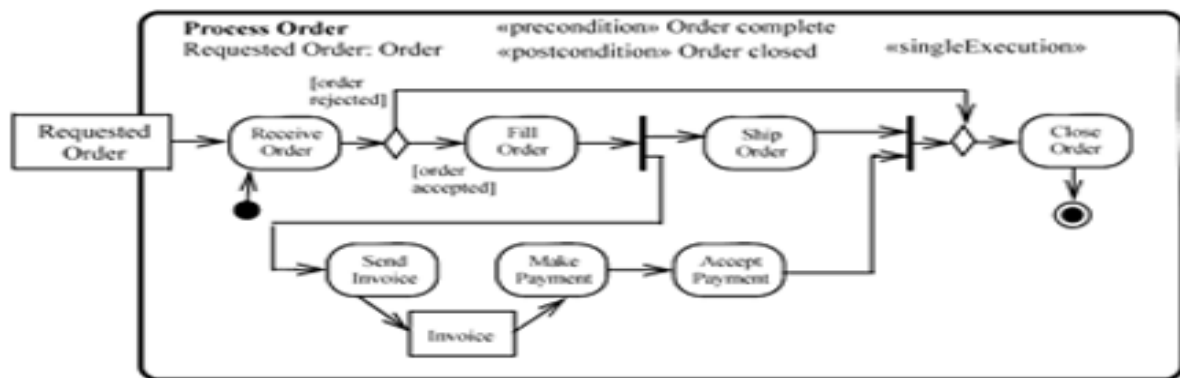 Process Order
«precondition» Order complete
Requested Order: Order
«postcondition» Order closed
«singleExecution»
[order
rejected]
Requested
Order
Receive
Order
Fill
Order
Ship
Order
Close
Order
[order
accepted]
Send
Invoice
Make
Payment
Accept
Payment
Invoice